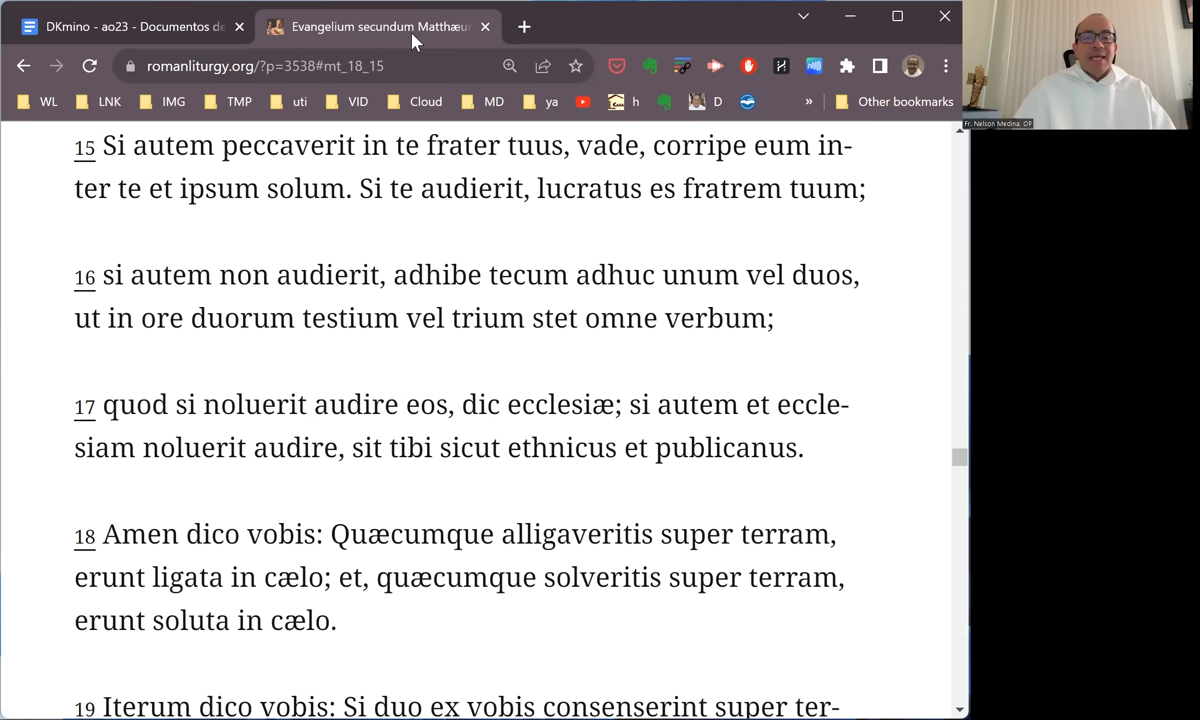 DKmino - ao23 - Documentos de
Evangelium secundum Matthæu
romanliturgy.org/?p=3538#mt_18_15
WL LNK IMG TMP uti VID Cloud MD ya h D » Other bookmarks
Fr. Nelson Medina, OP
15 Si autem peccaverit in te frater tuus, vade, corripe eum in-
ter te et ipsum solum. Si te audierit, lucratus es fratrem tuum;
16 si autem non audierit, adhibe tecum adhuc unum vel duos,
ut in ore duorum testium vel trium stet omne verbum;
17 quod si noluerit audire eos, dic ecclesiæ; si autem et eccle-
siam noluerit audire, sit tibi sicut ethnicus et publicanus.
18 Amen dico vobis: Quæcumque alligaveritis super terram,
erunt ligata in cælo; et, quæcumque solveritis super terram,
erunt soluta in cælo.
19 Iterum dico vobis: Si duo ex vobis consenserint super ter-